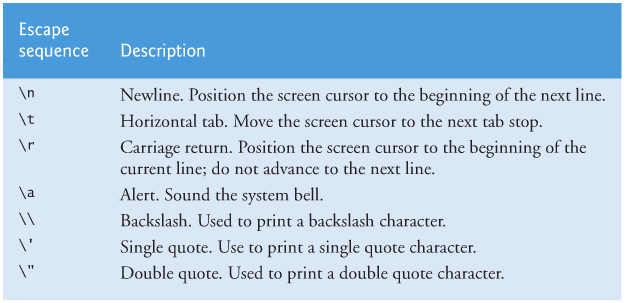 Escape
sequence Description
\n Newline. Position the screen cursor to the beginning of the next line.
\t Horizontal tab. Move the screen cursor to the next tab stop.
\r Carriage return. Position the screen cursor to the beginning of the
current line; do not advance to the next line.
\a Alert. Sound the system bell.
\\ Backslash. Used to print a backslash character.
\' Single quote. Use to print a single quote character.
\" Double quote. Used to print a double quote character.